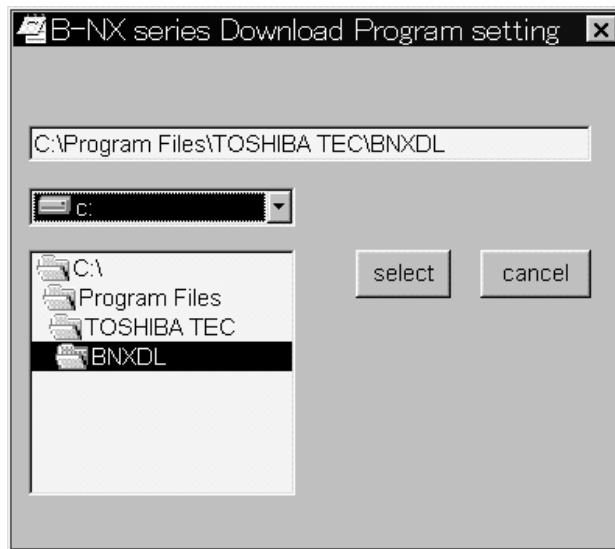 B-NX series Download Program setting
C:\Program Files\TOSHIBA TEC\BNXDL
c:
C:\
select
cancel
Program Files
TOSHIBA TEC
BNXDL